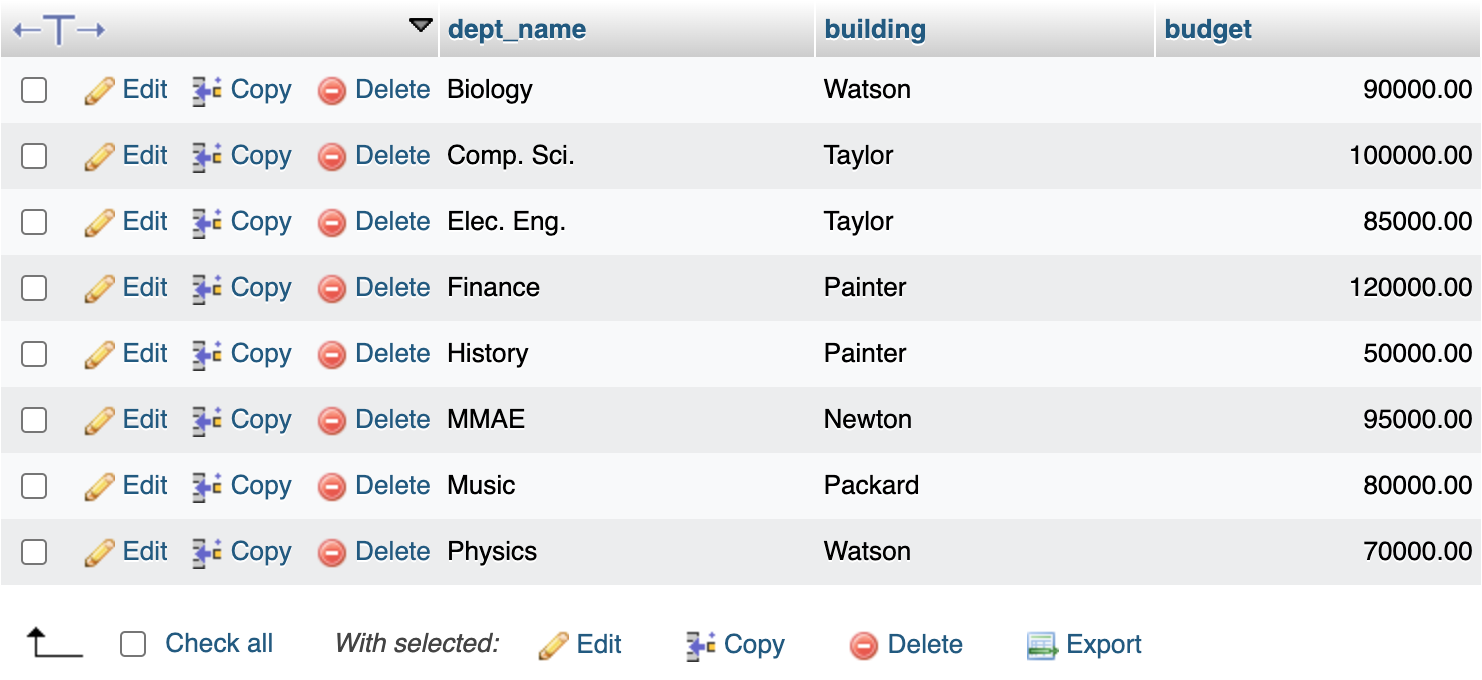 dept_name building budget
Edit Copy Delete Biology Watson 90000.00
Edit Copy Delete Comp. Sci. Taylor 100000.00
Edit Copy Delete Elec. Eng. Taylor 85000.00
Edit Copy Delete Finance Painter 120000.00
Edit Copy Delete History Painter 50000.00
Edit Copy Delete MMAE Newton 95000.00
Edit Copy Delete Music Packard 80000.00
Edit Copy Delete Physics Watson 70000.00
Check all With selected: Edit Copy Delete Export